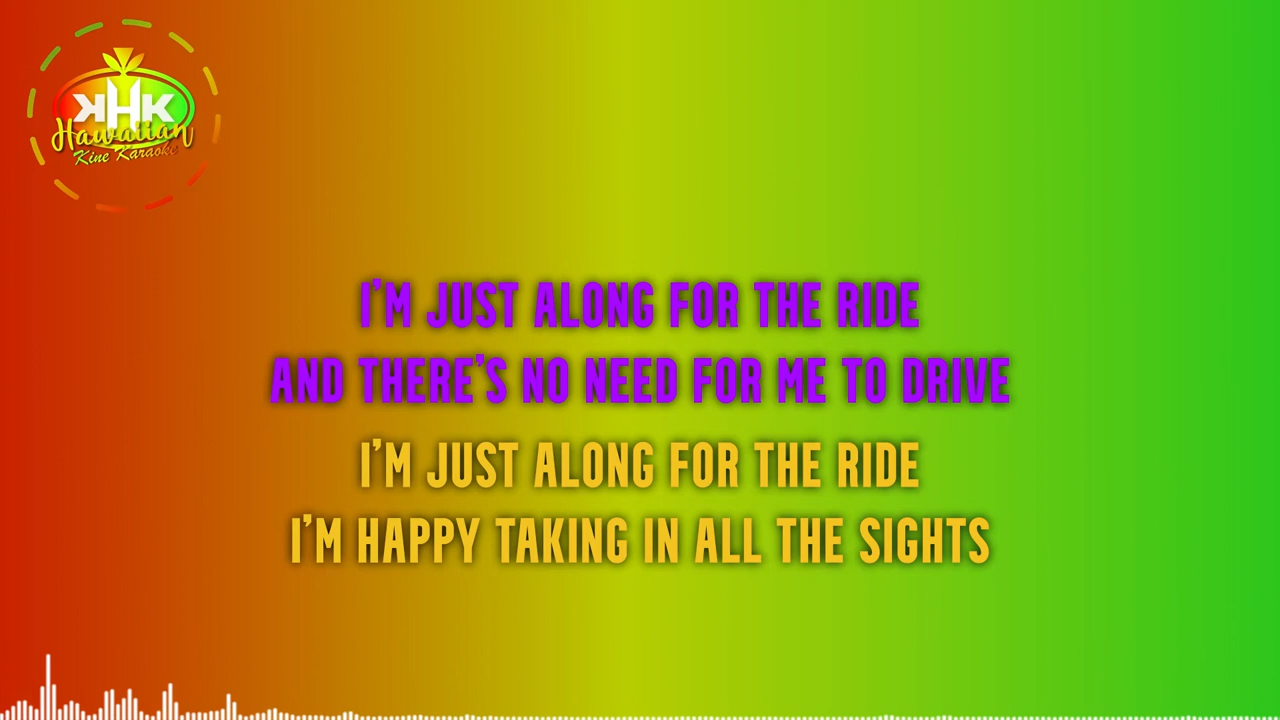 KHK
Hawaiian
Kine Karaoke
I'M JUST ALONG FOR THE RIDE
AND THERE'S NO NEED FOR ME TO DRIVE
I'M JUST ALONG FOR THE RIDE
I'M HAPPY TAKING IN ALL THE SIGHTS